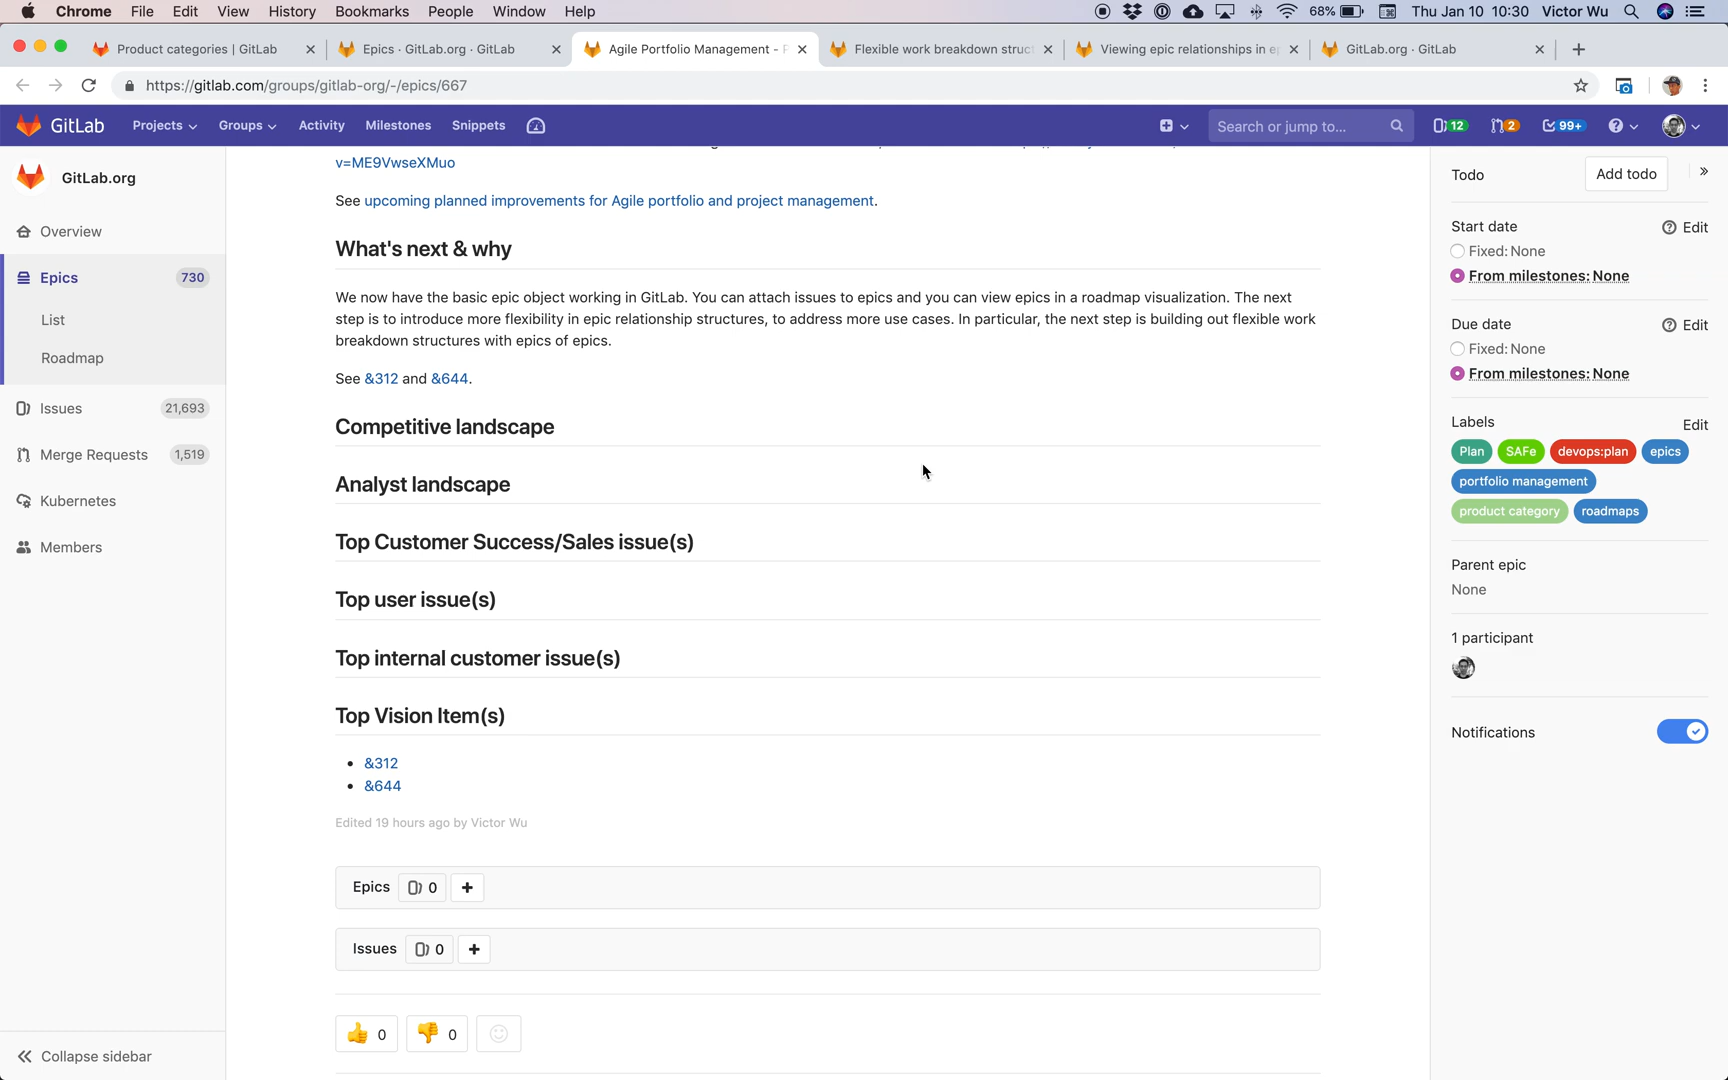 Chrome File Edit View History Bookmarks People Window Help 68% Thu Jan 10 10:30 Victor Wu
Product categories | GitLab
Epics · GitLab.org · GitLab
Agile Portfolio Management -
Flexible work breakdown struct
Viewing epic relationships in
GitLab.org · GitLab
https://gitlab.com/groups/gitlab-org/-/epics/667
GitLab Projects Groups Activity Milestones Snippets Search or jump to... 12 2 99+
GitLab.org
Overview
Epics 730
List
Roadmap
Issues 21,693
Merge Requests 1,519
Kubernetes
Members
Collapse sidebar
v=ME9VwseXMuo
See upcoming planned improvements for Agile portfolio and project management.
What's next & why
We now have the basic epic object working in GitLab. You can attach issues to epics and you can view epics in a roadmap visualization. The next
step is to introduce more flexibility in epic relationship structures, to address more use cases. In particular, the next step is building out flexible work
breakdown structures with epics of epics.
See &312 and &644.
Competitive landscape
Analyst landscape
Top Customer Success/Sales issue(s)
Top user issue(s)
Top internal customer issue(s)
Top Vision Item(s)
• &312
• &644
Edited 19 hours ago by Victor Wu
Epics 0 +
Issues 0 +
0 0
Todo Add todo
Start date Edit
Fixed: None
From milestones: None
Due date Edit
Fixed: None
From milestones: None
Labels Edit
Plan SAFe devops:plan epics
portfolio management
product category roadmaps
Parent epic
None
1 participant
Notifications